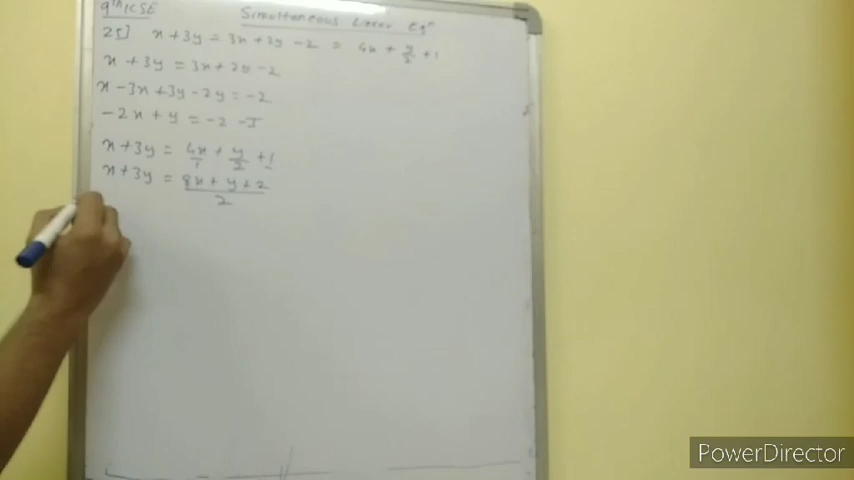 9th ICSE
Simultaneous Linear Eqn
25] x + 3y = 3x + 2y - 2 = 4x + y/2 + 1
x + 3y = 3x + 2y - 2
x - 3x + 3y - 2y = -2
-2x + y = -2 - I
x + 3y = 4x/1 + y/2 + 1
x + 3y = 8x + y + 2
2
PowerDirector